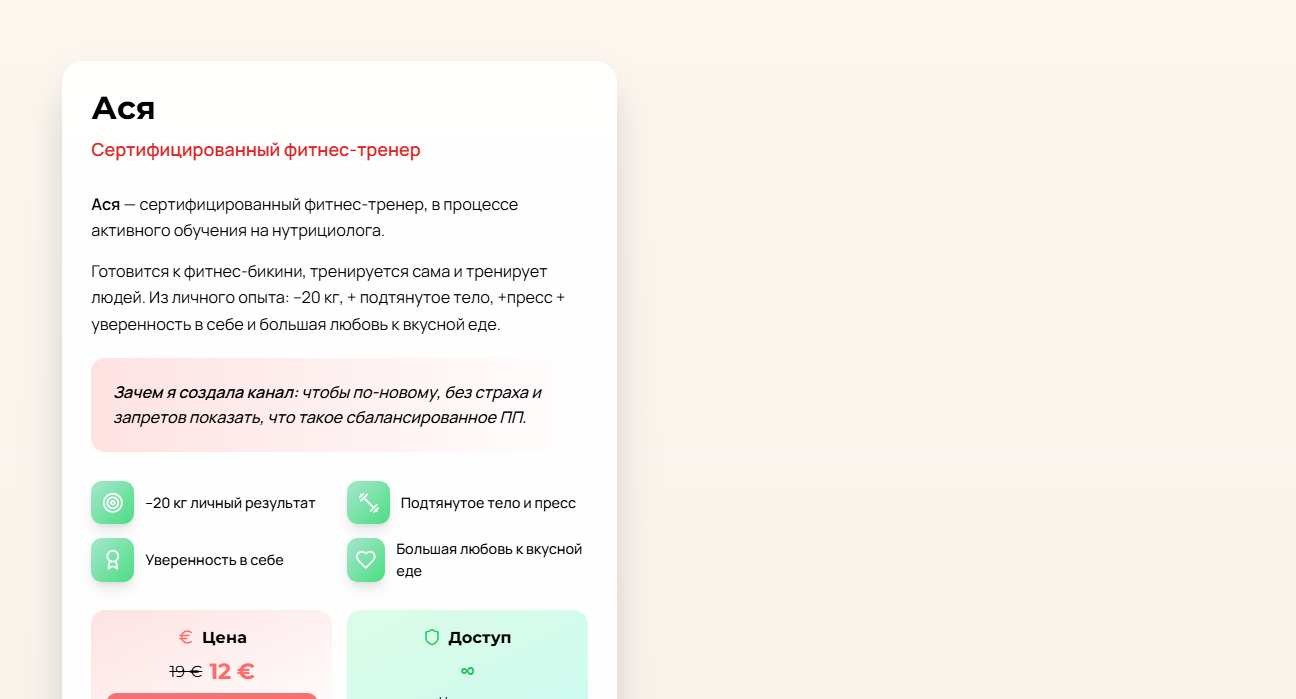 Ася
Сертифицированный фитнес-тренер
Ася — сертифицированный фитнес-тренер, в процессе
активного обучения на нутрициолога.
Готовится к фитнес-бикини, тренируется сама и тренирует
людей. Из личного опыта: –20 кг, + подтянутое тело, +пресс +
уверенность в себе и большая любовь к вкусной еде.
Зачем я создала канал: чтобы по-новому, без страха и
запретов показать, что такое сбалансированное ПП.
–20 кг личный результат
Подтянутое тело и пресс
Уверенность в себе
Большая любовь к вкусной
еде
€ Цена
19 € 12 €
Доступ
∞